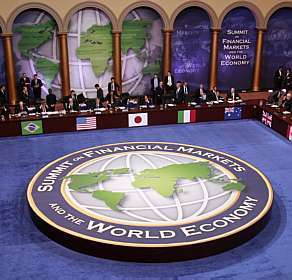 SUMMIT ON
FINANCIAL
MARKETS
and the WORLD
ECONOMY
SUMMIT ON FINANCIAL MARKETS
AND THE WORLD ECONOMY